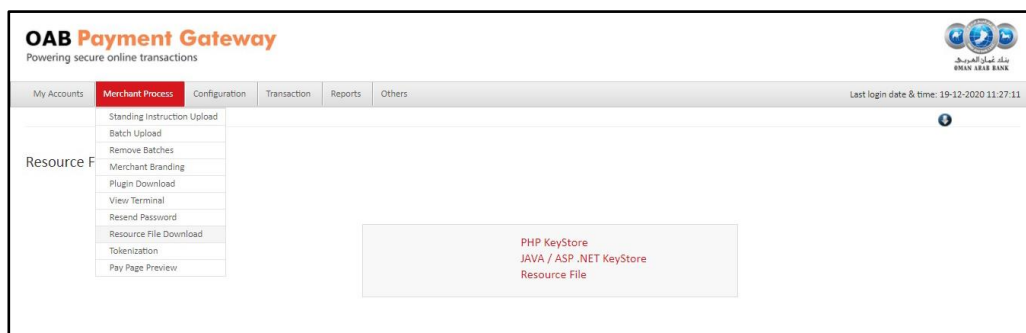 OAB Payment Gateway
Powering secure online transactions
بنك عُمان العربي
OMAN ARAB BANK
My Accounts Merchant Process Configuration Transaction Reports Others Last login date & time: 19-12-2020 11:27:11
Standing Instruction Upload
Batch Upload
Remove Batches
Resource F
Merchant Branding
Plugin Download
View Terminal
Resend Password
Resource File Download
Tokenization
Pay Page Preview
PHP KeyStore
JAVA / ASP .NET KeyStore
Resource File